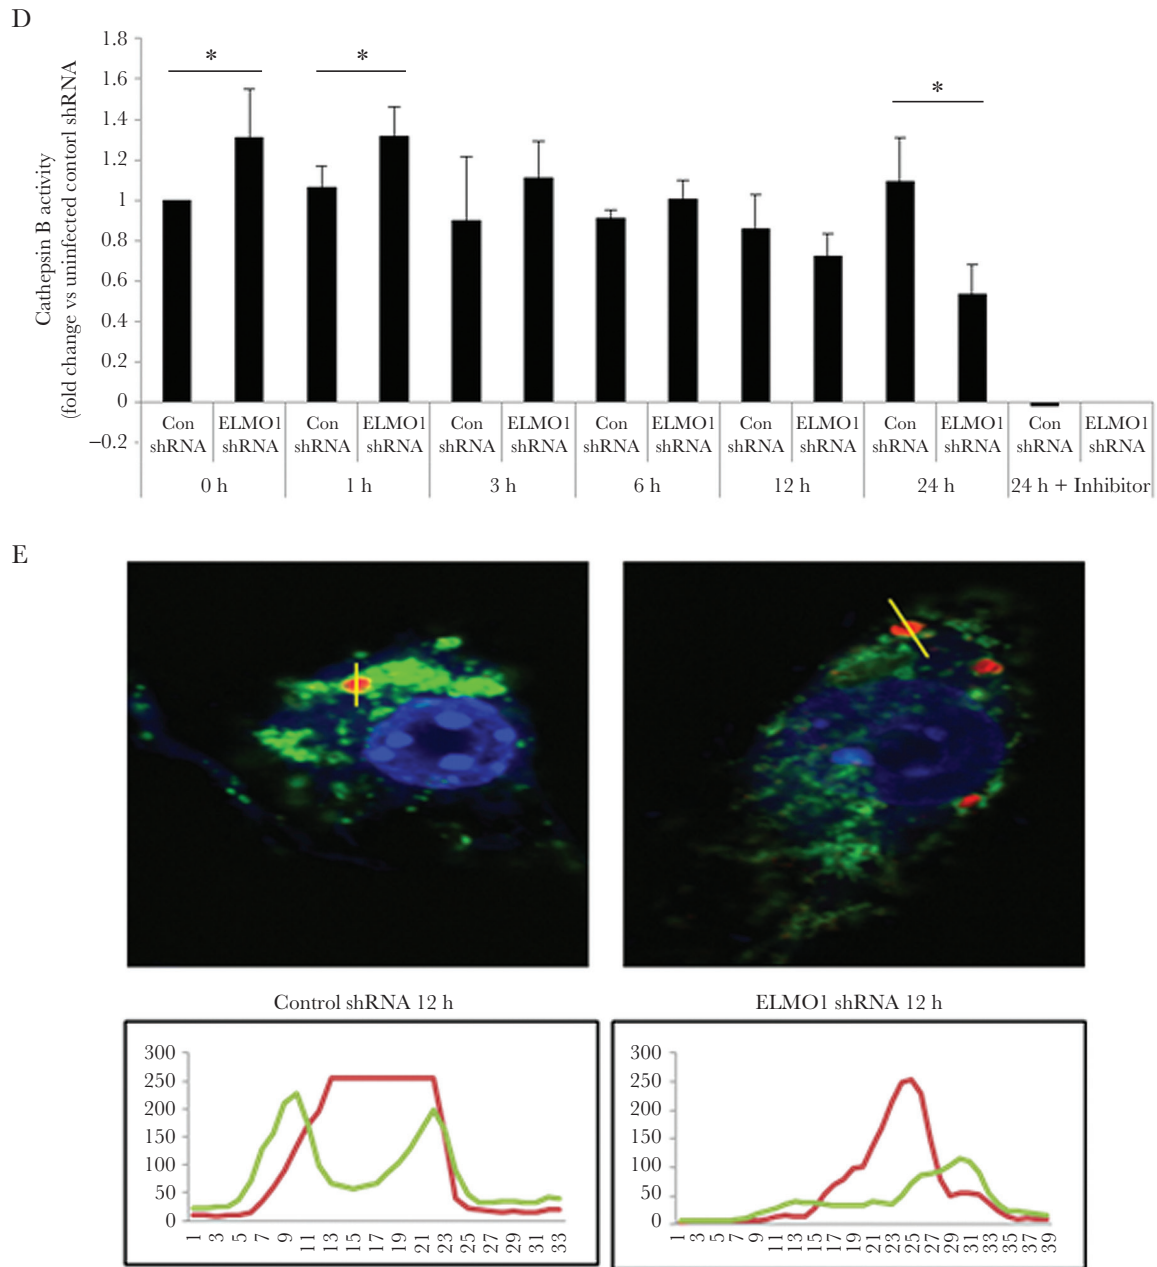 D
Cathepsin B activity
(fold change vs uninfected contorl shRNA
1.8
1.6
1.4
1.2
1
0.8
0.6
0.4
0.2
0
−0.2
* * *
Con ELMO1 Con ELMO1 Con ELMO1 Con ELMO1 Con ELMO1 Con ELMO1 Con ELMO1
shRNA shRNA shRNA shRNA shRNA shRNA shRNA shRNA shRNA shRNA shRNA shRNA shRNA shRNA
0 h 1 h 3 h 6 h 12 h 24 h 24 h + Inhibitor
E
Control shRNA 12 h
300
250
200
150
100
50
0
1 3 5 7 9 11 13 15 17 19 21 23 25 27 29 31 33
ELMO1 shRNA 12 h
300
250
200
150
100
50
0
1 3 5 7 9 11 13 15 17 19 21 23 25 27 29 31 33 35 37 39